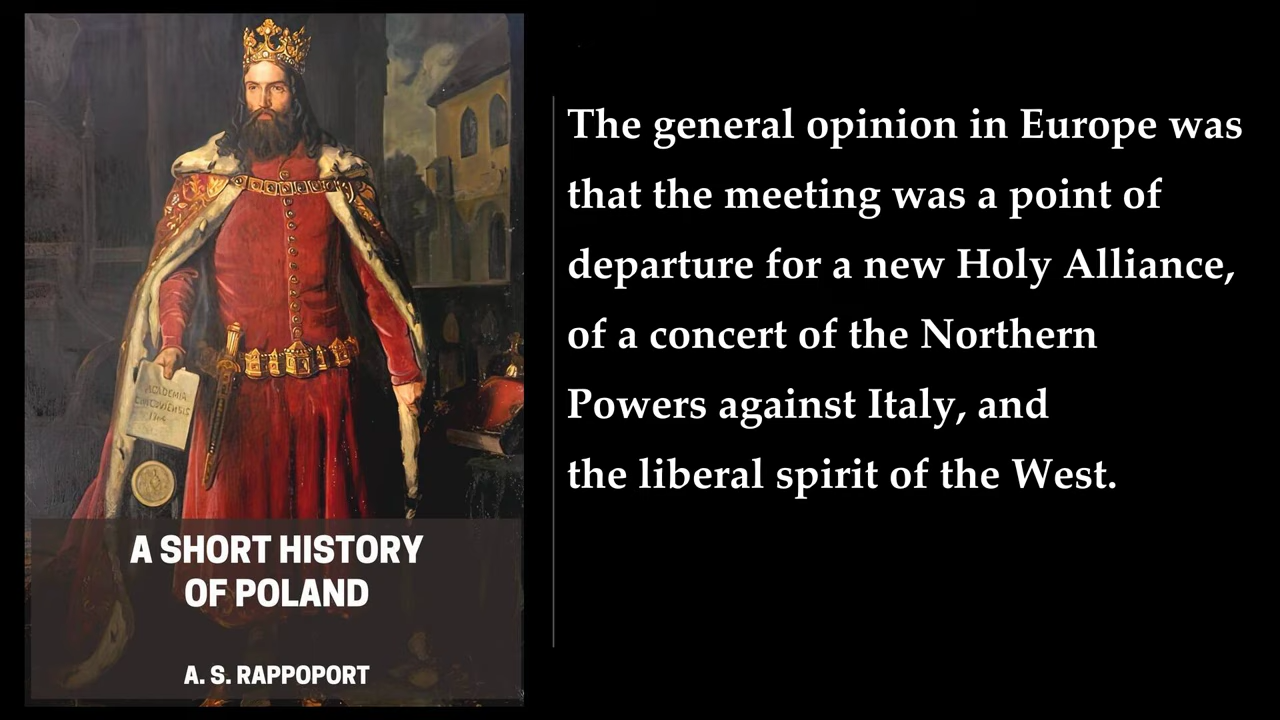 ACADEMIA
A SHORT HISTORY
OF POLAND
A. S. RAPPOPORT
The general opinion in Europe was
that the meeting was a point of
departure for a new Holy Alliance,
of a concert of the Northern
Powers against Italy, and
the liberal spirit of the West.